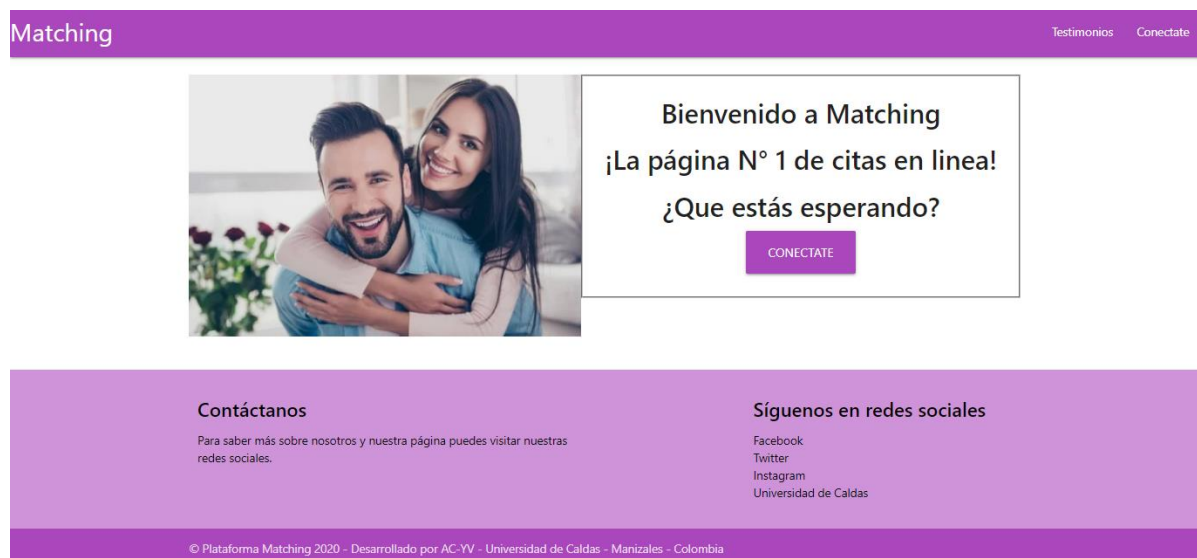 Matching
Testimonios
Conectate
Bienvenido a Matching
¡La página N° 1 de citas en linea!
¿Que estás esperando?
CONECTATE
Contáctanos
Para saber más sobre nosotros y nuestra página puedes visitar nuestras
redes sociales.
Síguenos en redes sociales
Facebook
Twitter
Instagram
Universidad de Caldas
© Plataforma Matching 2020 - Desarrollado por AC-YV - Universidad de Caldas - Manizales - Colombia